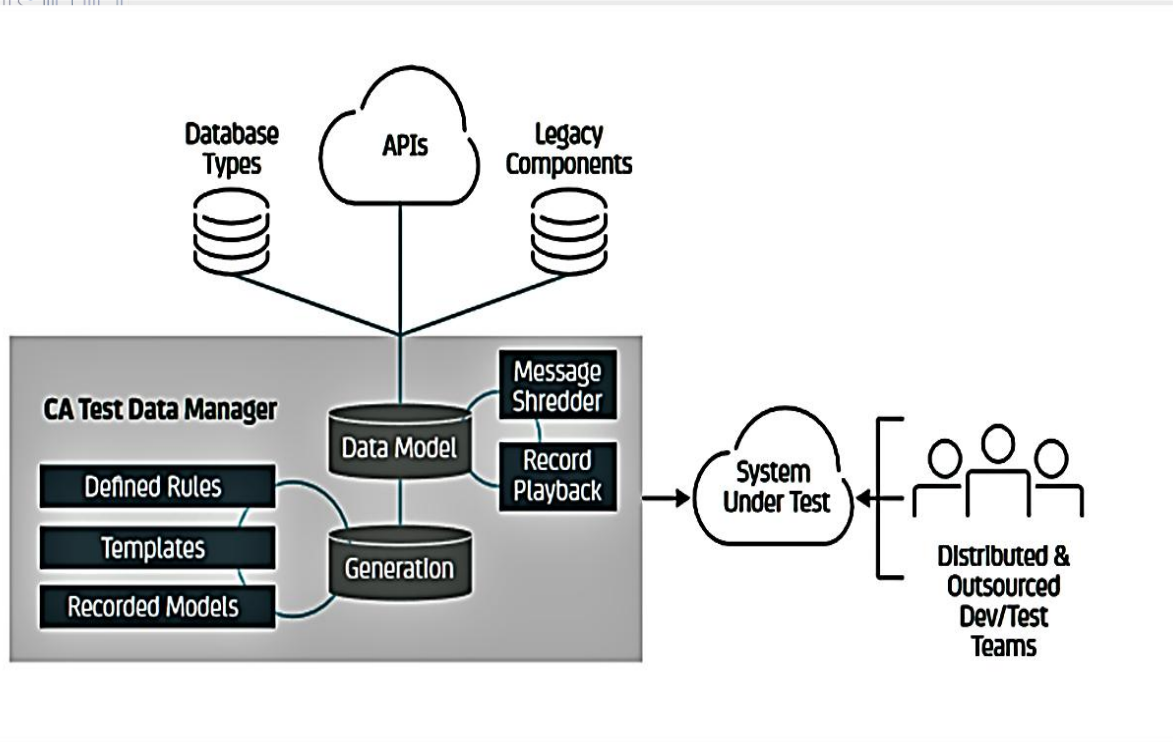 Database
Types
APIs
Legacy
Components
CA Test Data Manager
Message
Shredder
Data Model
Record
Playback
Defined Rules
Templates
Recorded Models
Generation
System
Under Test
Distributed &
Outsourced
Dev/Test
Teams